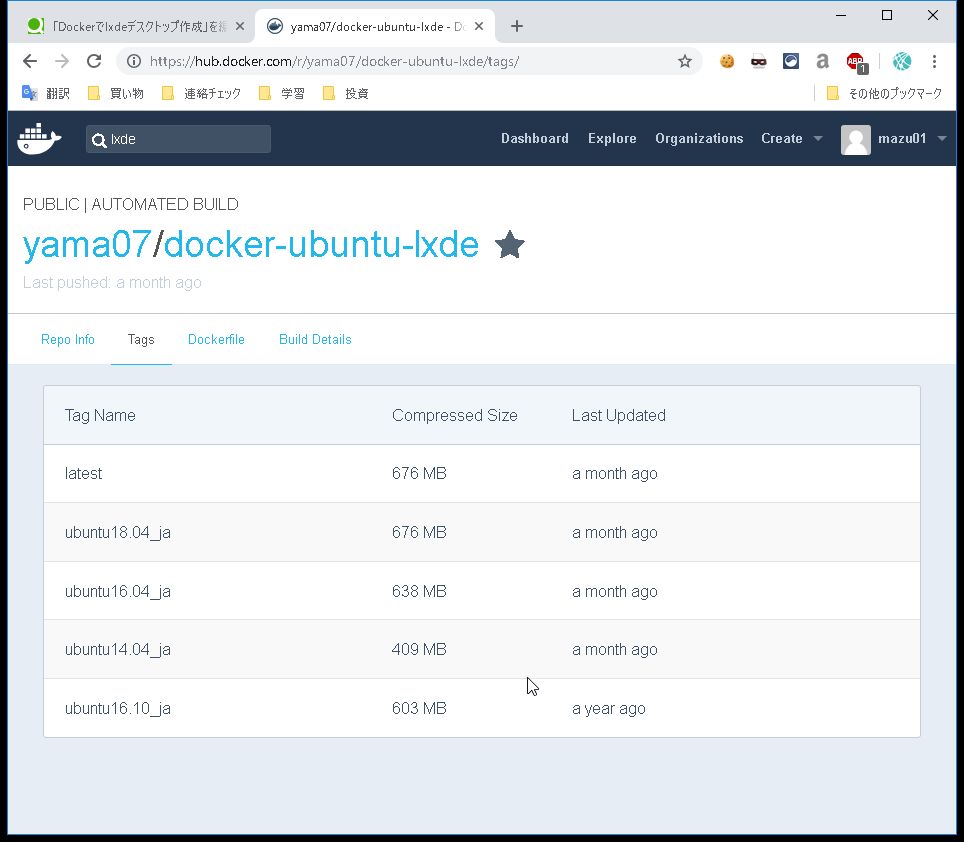 「Dockerでlxdeデスクトップ作成」を編
yama07/docker-ubuntu-lxde - Do
https://hub.docker.com/r/yama07/docker-ubuntu-lxde/tags/
a ABP 1
翻訳 買い物 連絡チェック 学習 投資 その他のブックマーク
lxde Dashboard Explore Organizations Create mazu01
PUBLIC | AUTOMATED BUILD
yama07/docker-ubuntu-lxde
Last pushed: a month ago
Repo Info Tags Dockerfile Build Details
Tag Name Compressed Size Last Updated
latest 676 MB a month ago
ubuntu18.04_ja 676 MB a month ago
ubuntu16.04_ja 638 MB a month ago
ubuntu14.04_ja 409 MB a month ago
ubuntu16.10_ja 603 MB a year ago